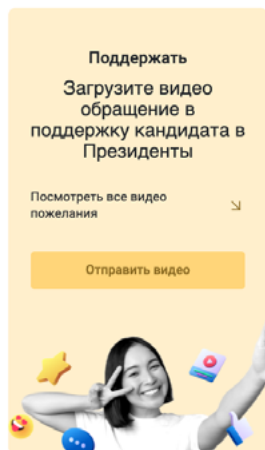 Поддержать
Загрузите видео
обращение в
поддержку кандидата в
Президенты
Посмотреть все видео
пожелания
Отправить видео